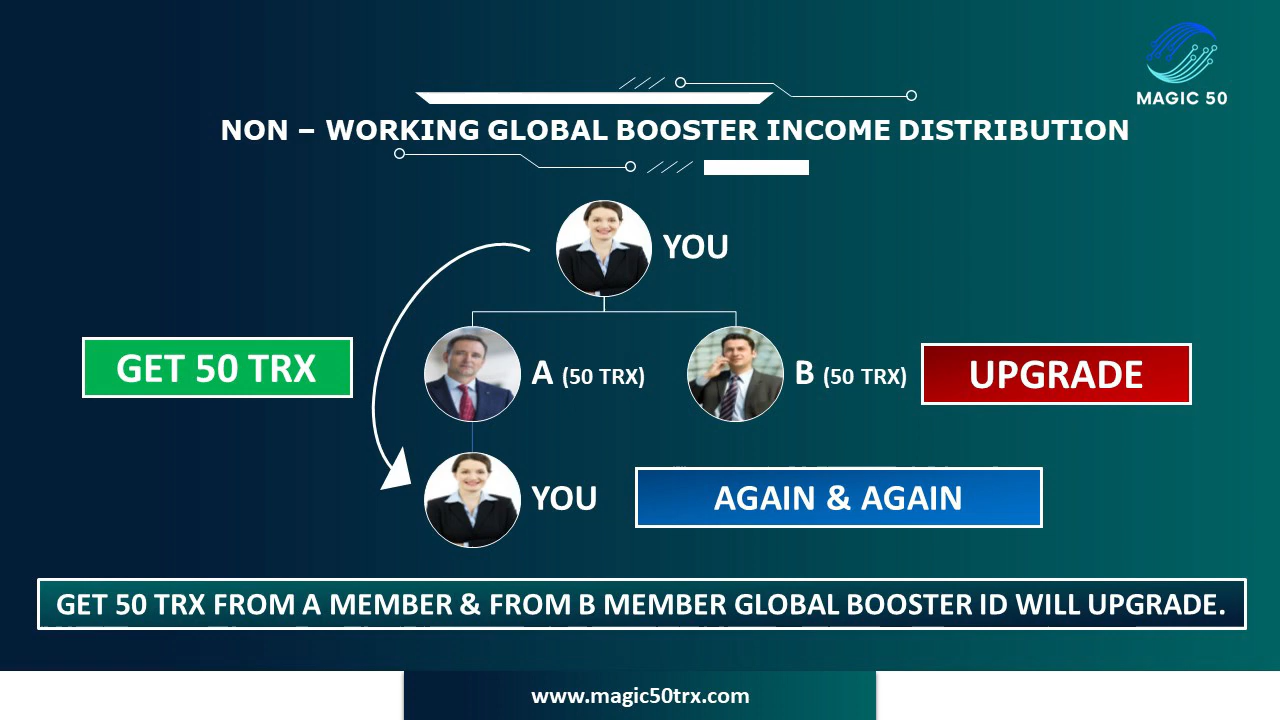 MAGIC 50
NON – WORKING GLOBAL BOOSTER INCOME DISTRIBUTION
YOU
GET 50 TRX
A (50 TRX)
B (50 TRX)
UPGRADE
YOU
AGAIN & AGAIN
GET 50 TRX FROM A MEMBER & FROM B MEMBER GLOBAL BOOSTER ID WILL UPGRADE.
www.magic50trx.com